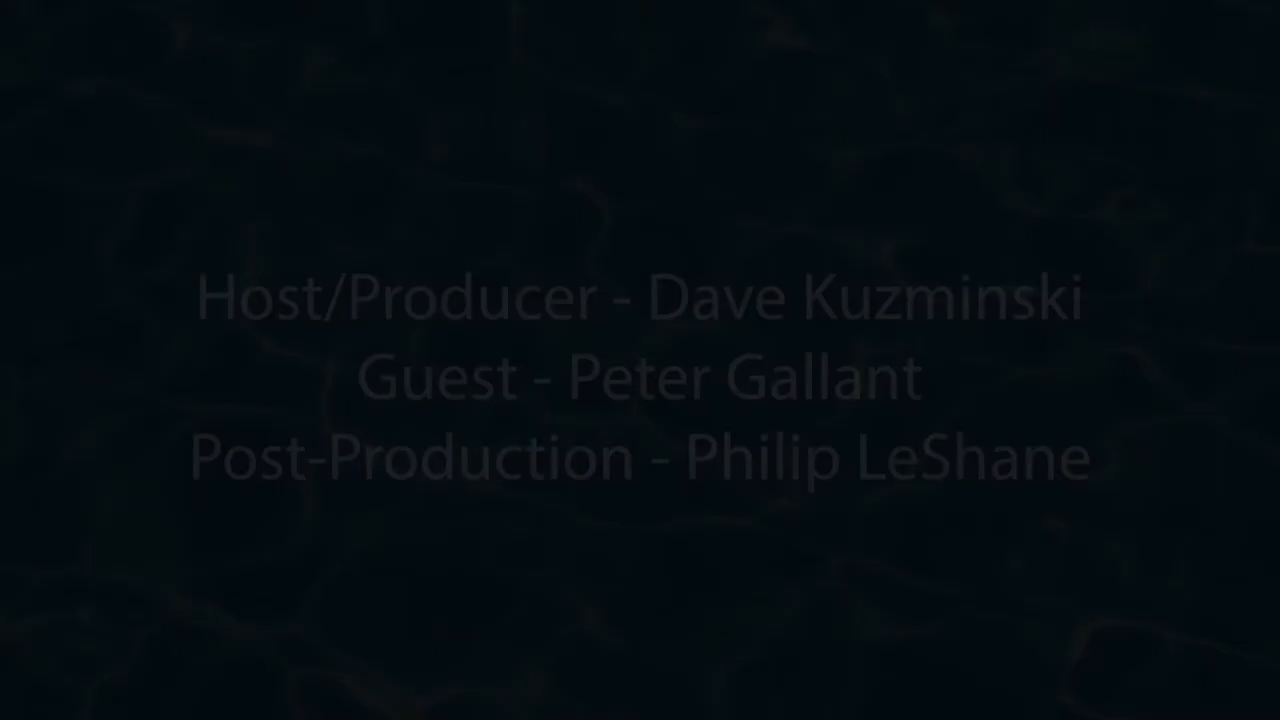 Host/Producer - Dave Kuzminski
Guest - Peter Gallant
Post-Production - Philip LeShane